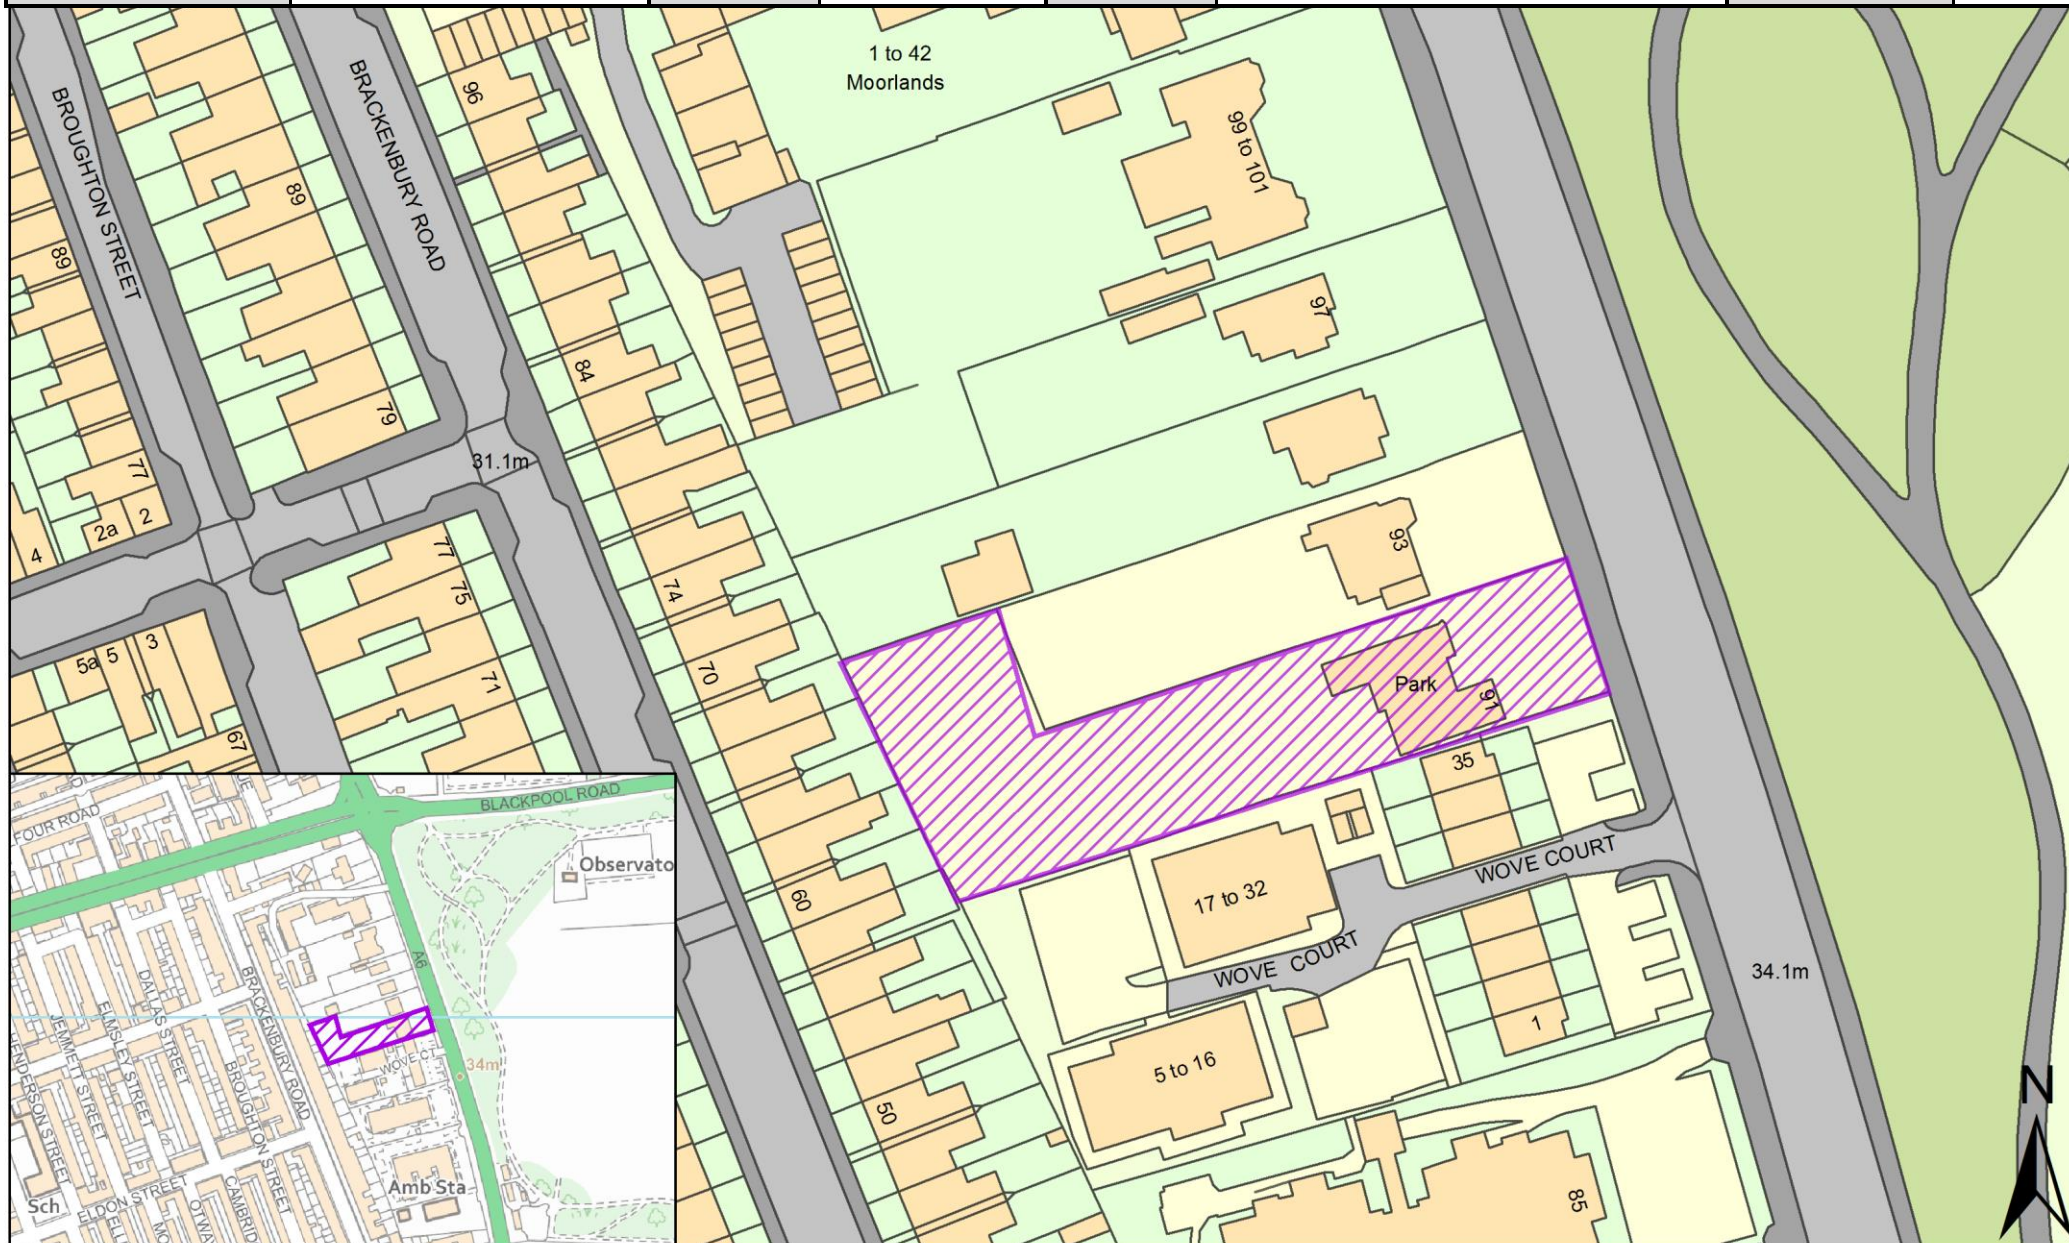 1 to 42
Moorlands
BROUGHTON STREET
BRACKENBURY ROAD
96
99 to 101
89
89
97
84
79
31.1m
77
2a
2
4
93
77
75
74
3
5
5a
70
71
67
Park
91
35
WOVE COURT
17 to 32
60
WOVE COURT
34.1m
1
5 to 16
50
85
N
BLACKPOOL ROAD
FOUR ROAD
Observato
A6
DALLAS STREET
BRACKENBURY ROAD
ELMSLEY STREET
JEMMETT STREET
HENDERSON STREET
WOVE CT
34m
BROUGHTON STREET
Amb Sta
Sch
ELDON STREET
CAMBRID
OTWA
MO